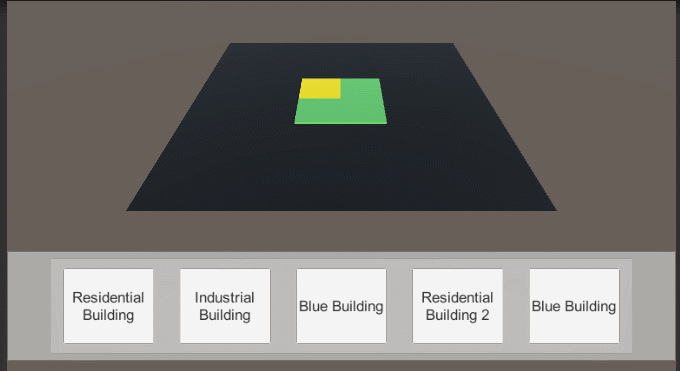 Residential
Building
Industrial
Building
Blue Building
Residential
Building 2
Blue Building